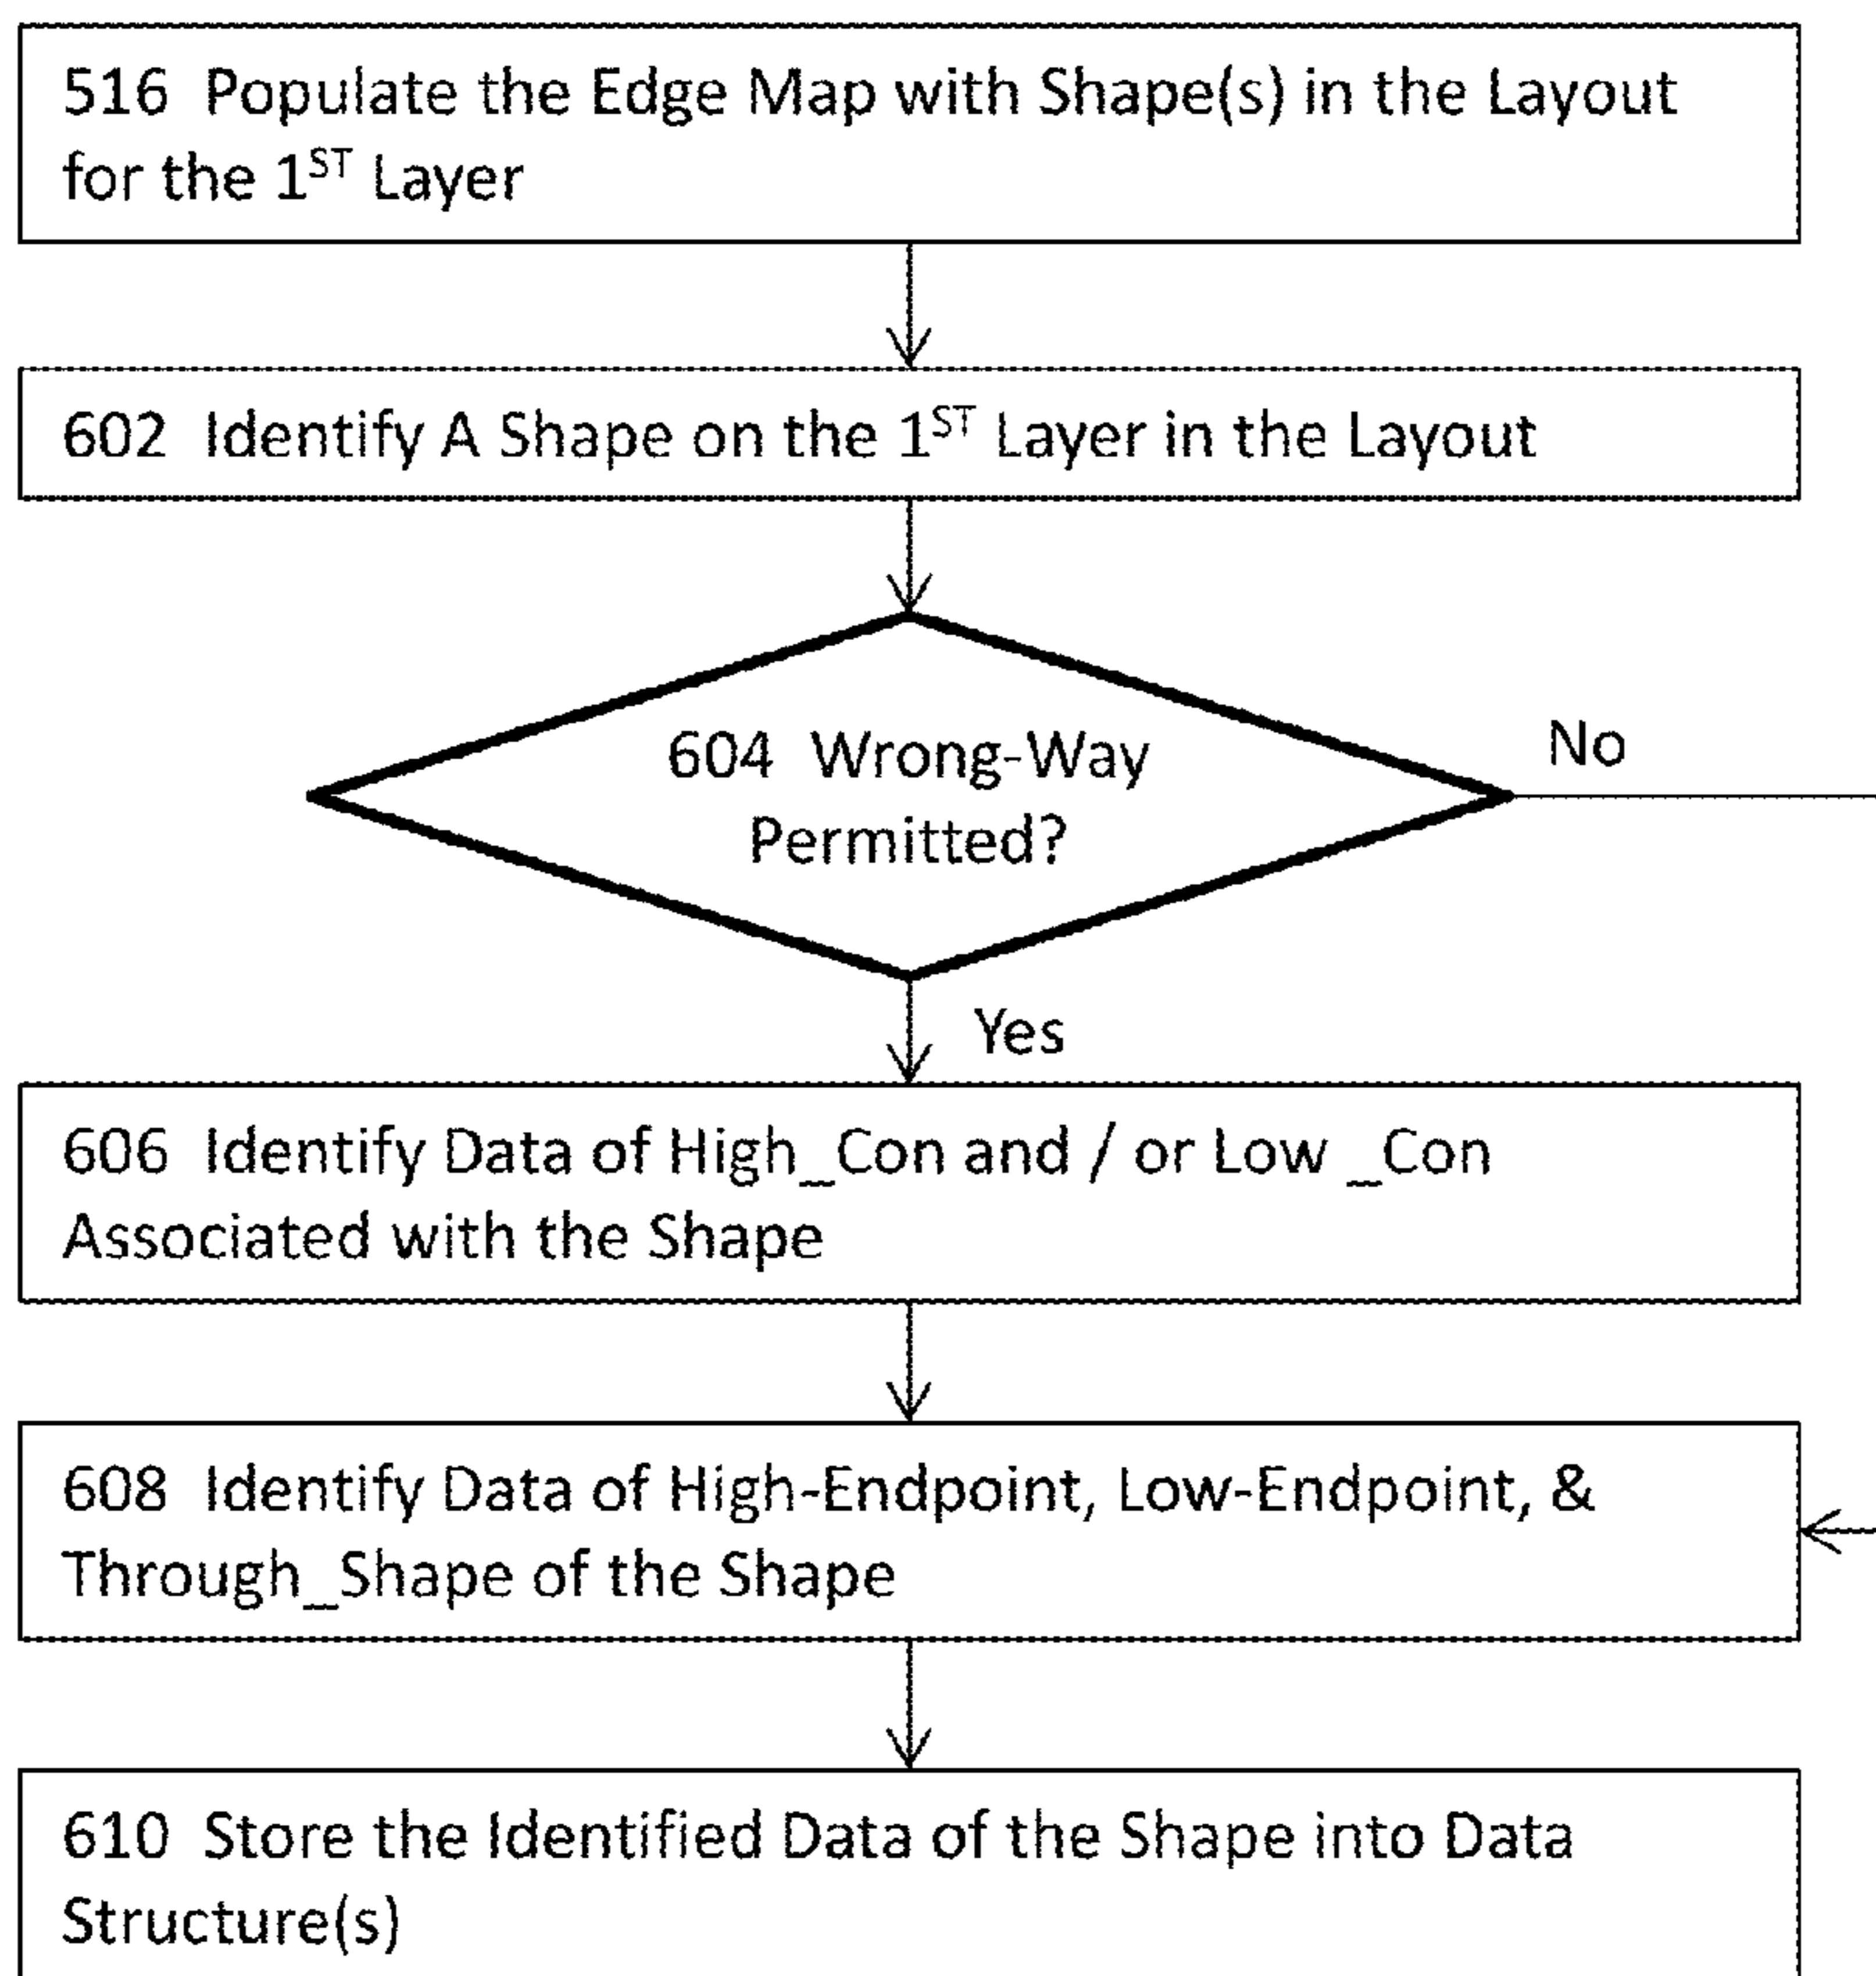 516 Populate the Edge Map with Shape(s) in the Layout
for the 1ST Layer
602 Identify A Shape on the 1ST Layer in the Layout
604 Wrong-Way
Permitted?
No
Yes
606 Identify Data of High_Con and / or Low _Con
Associated with the Shape
608 Identify Data of High-Endpoint, Low-Endpoint, &
Through_Shape of the Shape
610 Store the Identified Data of the Shape into Data
Structure(s)